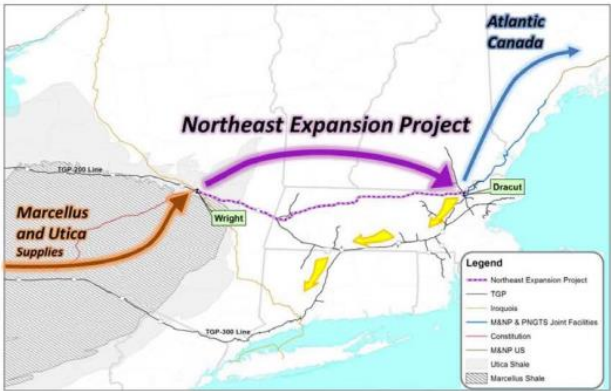 Atlantic
Canada
Northeast Expansion Project
TGP-200 Line
Dracut
Wright
Marcellus
and Utica
Supplies
TGP-300 Line
Legend
Northeast Expansion Project
TGP
Iroquois
M&NP & PNGTS Joint Facilities
Constitution
M&NP US
Utica Shale
Marcellus Shale